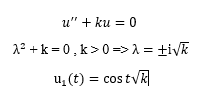 u′′ + ku = 0
λ² + k = 0 , k > 0 => λ = ±i√k
u₁(t) = cos t√k